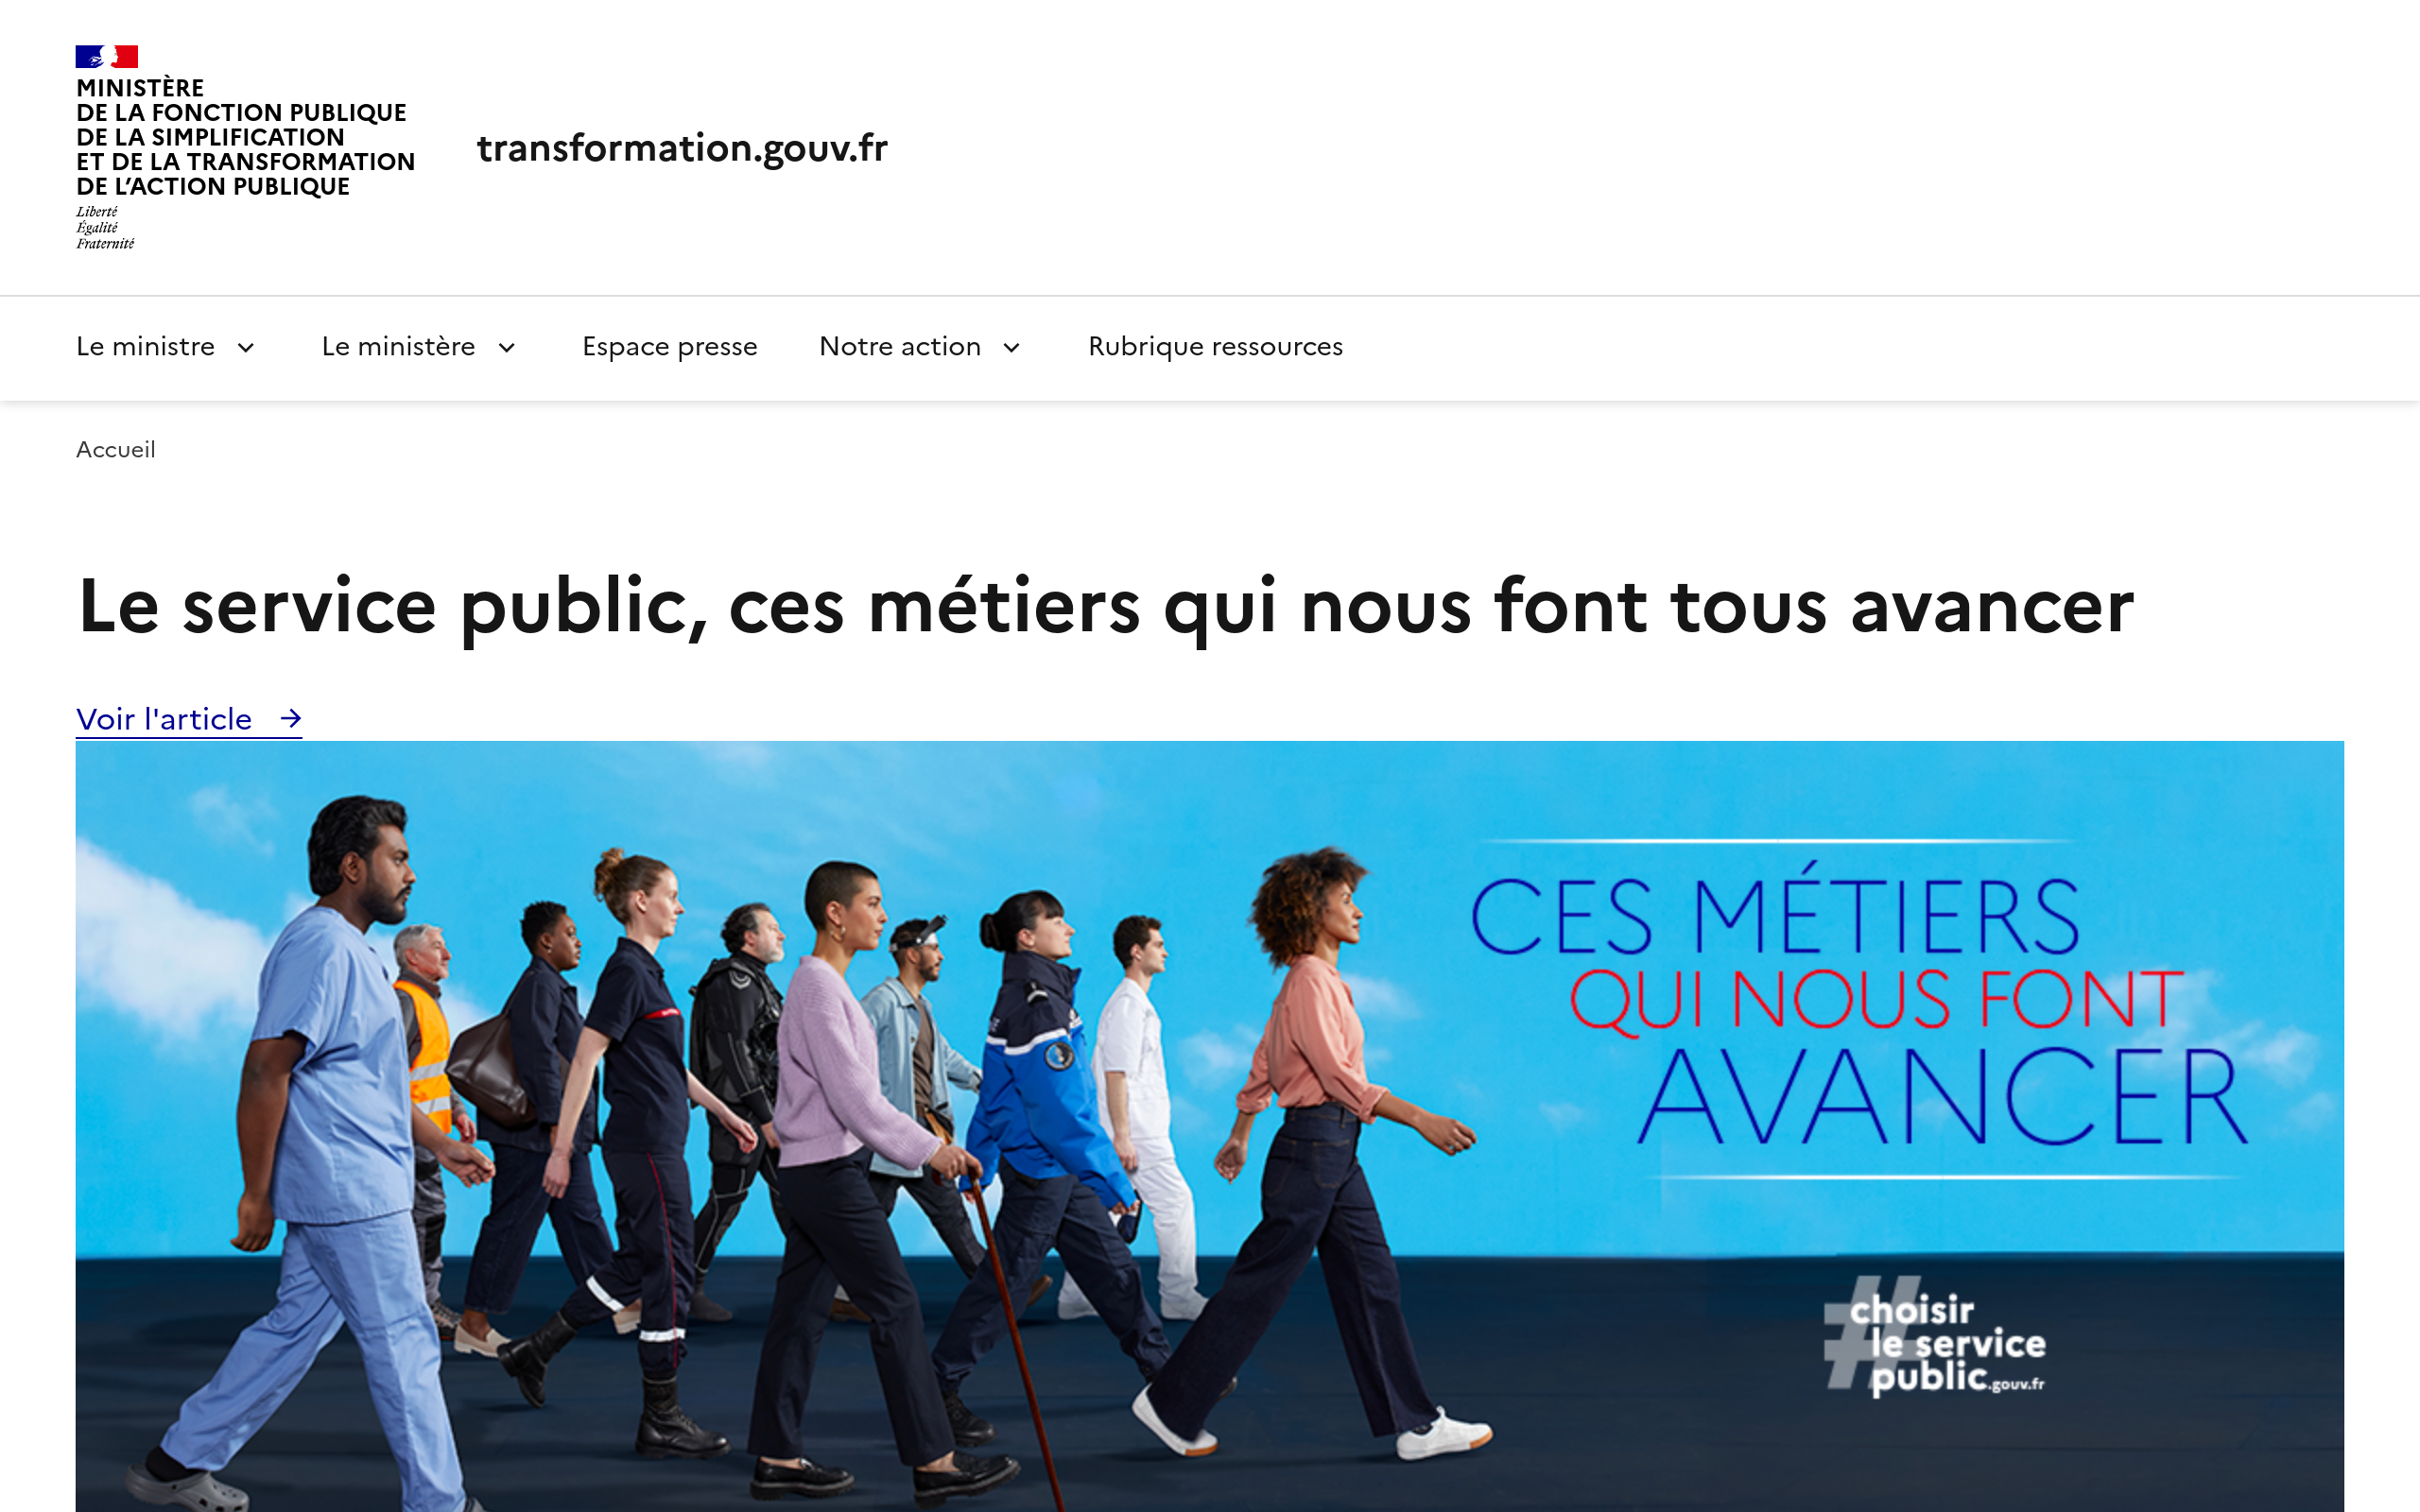 MINISTÈRE
DE LA FONCTION PUBLIQUE
DE LA SIMPLIFICATION
ET DE LA TRANSFORMATION
DE L’ACTION PUBLIQUE
Liberté
Égalité
Fraternité
transformation.gouv.fr
Le ministre
Le ministère
Espace presse
Notre action
Rubrique ressources
Accueil
Le service public, ces métiers qui nous font tous avancer
Voir l'article
CES MÉTIERS
QUI NOUS FONT
AVANCER
#choisir
le service
public.gouv.fr